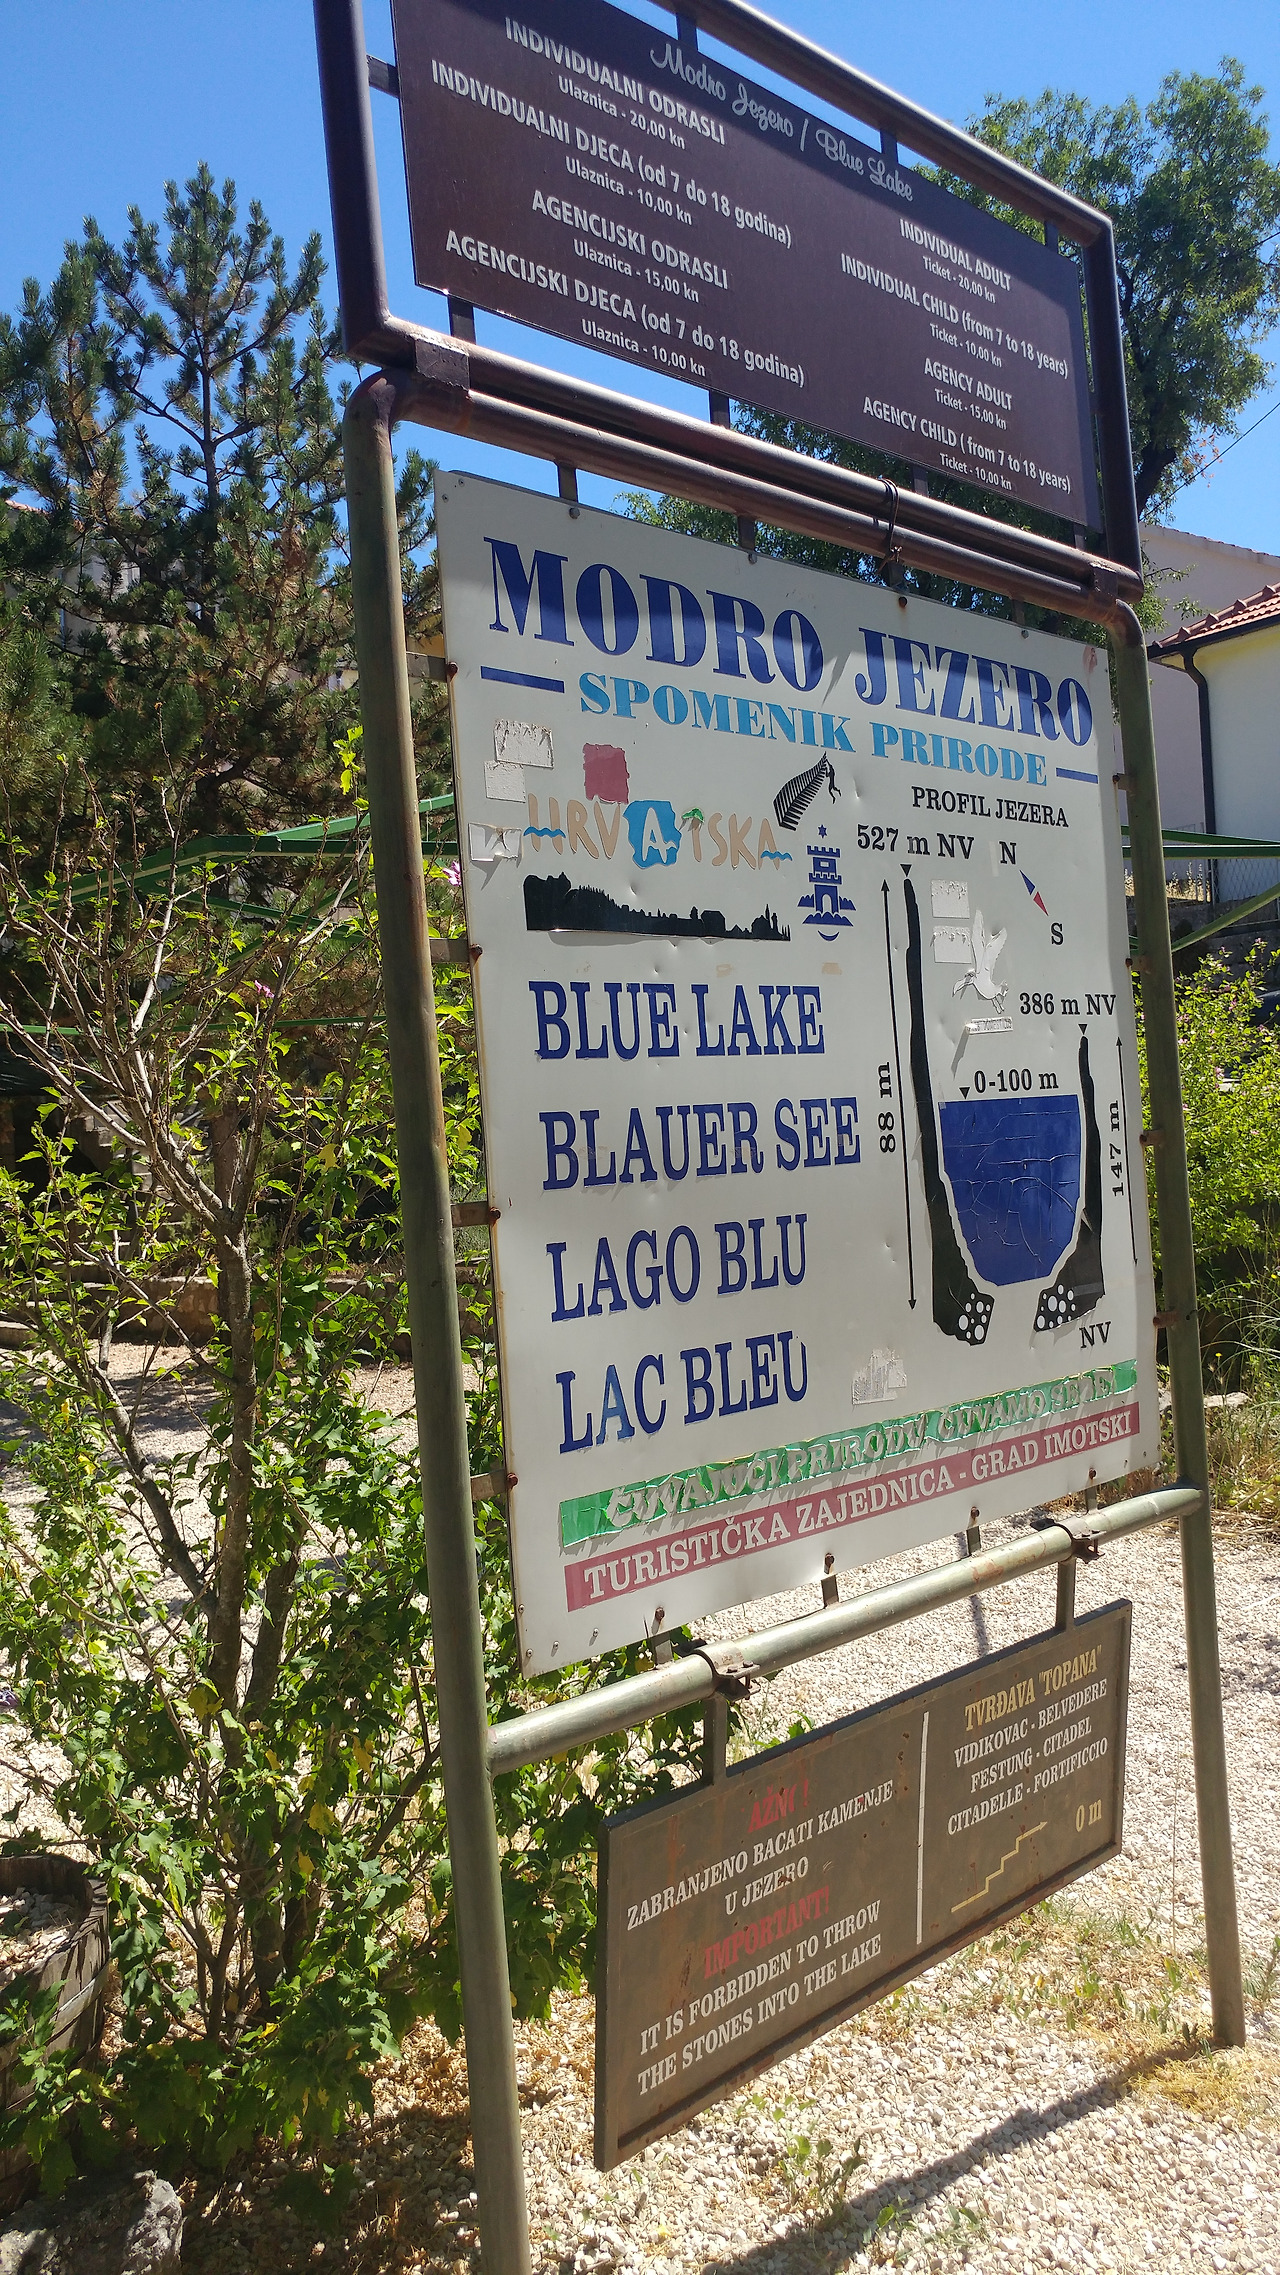 Modro Jezero / Blue Lake
INDIVIDUALNI ODRASLI
Ulaznica - 20,00 kn
INDIVIDUALNI DJECA (od 7 do 18 godina)
Ulaznica - 10,00 kn
AGENCIJSKI ODRASLI
Ulaznica - 15,00 kn
AGENCIJSKI DJECA (od 7 do 18 godina)
Ulaznica - 10,00 kn
INDIVIDUAL ADULT
Ticket - 20,00 kn
INDIVIDUAL CHILD (from 7 to 18 years)
Ticket - 10,00 kn
AGENCY ADULT
Ticket - 15,00 kn
AGENCY CHILD ( from 7 to 18 years)
Ticket - 10,00 kn
MODRO JEZERO
SPOMENIK PRIRODE
HRVATSKA
PROFIL JEZERA
527 m NV
N
S
386 m NV
0-100 m
88 m
147 m
NV
BLUE LAKE
BLAUER SEE
LAGO BLU
LAC BLEU
ČUVAJUĆI PRIRODU ČUVAMO SEBE!
TURISTIČKA ZAJEDNICA - GRAD IMOTSKI
AŽNO !
ZABRANJENO BACATI KAMENJE
U JEZERO
IMPORTANT!
IT IS FORBIDDEN TO THROW
THE STONES INTO THE LAKE
TVRĐAVA "TOPANA"
VIDIKOVAC - BELVEDERE
FESTUNG - CITADEL
CITADELLE - FORTIFICCIO
0 m